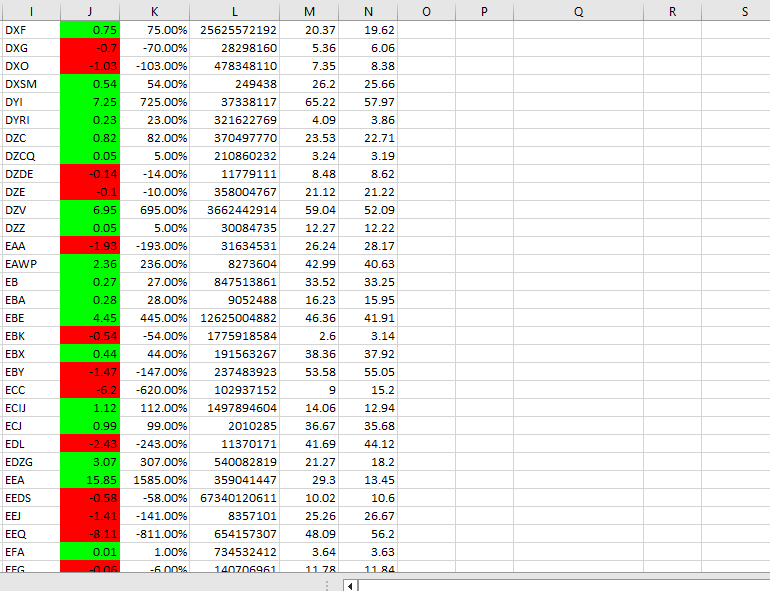 I J K L M N O P Q R S
DXF 0.75 75.00% 25625572192 20.37 19.62
DXG -0.7 -70.00% 28298160 5.36 6.06
DXO -1.03 -103.00% 478348110 7.35 8.38
DXSM 0.54 54.00% 249438 26.2 25.66
DYI 7.25 725.00% 37338117 65.22 57.97
DYRI 0.23 23.00% 321622769 4.09 3.86
DZC 0.82 82.00% 370497770 23.53 22.71
DZCQ 0.05 5.00% 210860232 3.24 3.19
DZDE -0.14 -14.00% 11779111 8.48 8.62
DZE -0.1 -10.00% 358004767 21.12 21.22
DZV 6.95 695.00% 3662442914 59.04 52.09
DZZ 0.05 5.00% 30084735 12.27 12.22
EAA -1.93 -193.00% 31634531 26.24 28.17
EAWP 2.36 236.00% 8273604 42.99 40.63
EB 0.27 27.00% 847513861 33.52 33.25
EBA 0.28 28.00% 9052488 16.23 15.95
EBE 4.45 445.00% 12625004882 46.36 41.91
EBK -0.54 -54.00% 1775918584 2.6 3.14
EBX 0.44 44.00% 191563267 38.36 37.92
EBY -1.47 -147.00% 237483923 53.58 55.05
ECC -6.2 -620.00% 102937152 9 15.2
ECIJ 1.12 112.00% 1497894604 14.06 12.94
ECJ 0.99 99.00% 2010285 36.67 35.68
EDL -2.43 -243.00% 11370171 41.69 44.12
EDZG 3.07 307.00% 540082819 21.27 18.2
EEA 15.85 1585.00% 359041447 29.3 13.45
EEDS -0.58 -58.00% 67340120611 10.02 10.6
EEJ -1.41 -141.00% 8357101 25.26 26.67
EEQ -8.11 -811.00% 654157307 48.09 56.2
EFA 0.01 1.00% 734532412 3.64 3.63
EFG -0.06 -6.00% 140706961 11.78 11.84